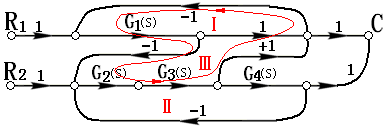 -1
R1 1 G1(S) I 1 1 C
-1 III +1
R2 1 G2(S) G3(S) G4(S) 1
II -1